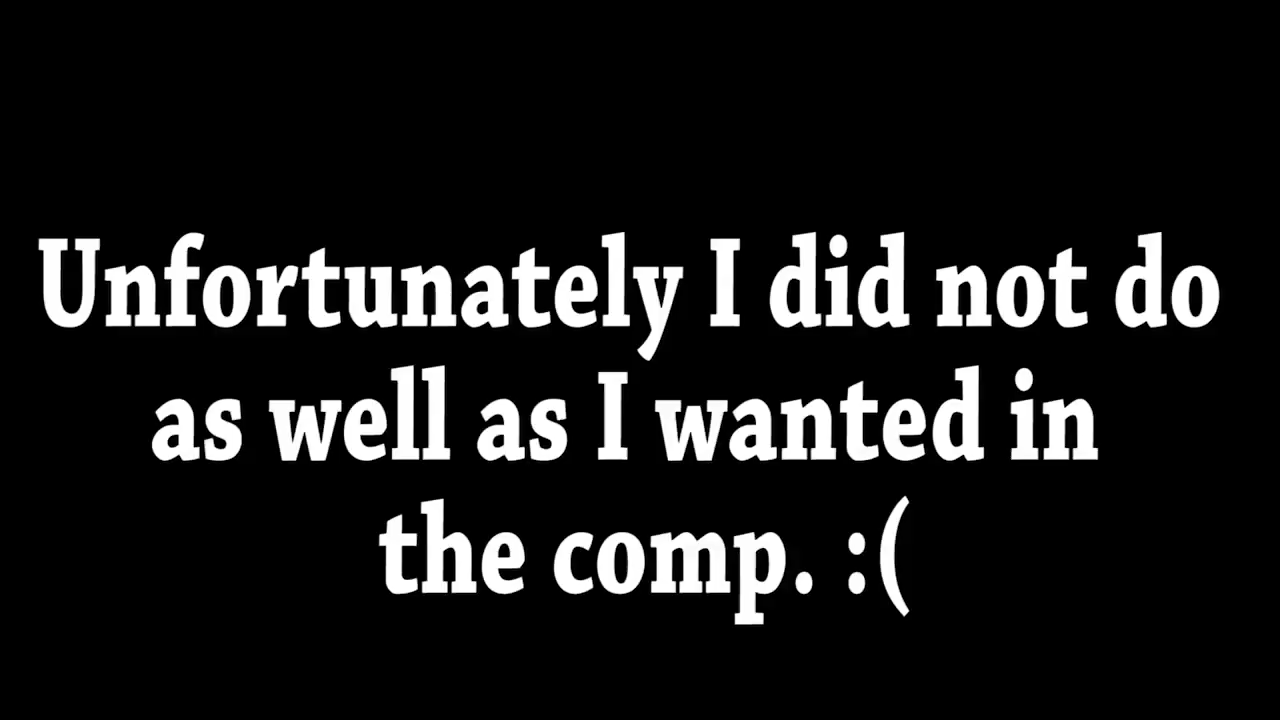 Unfortunately I did not do
as well as I wanted in
the comp. :(